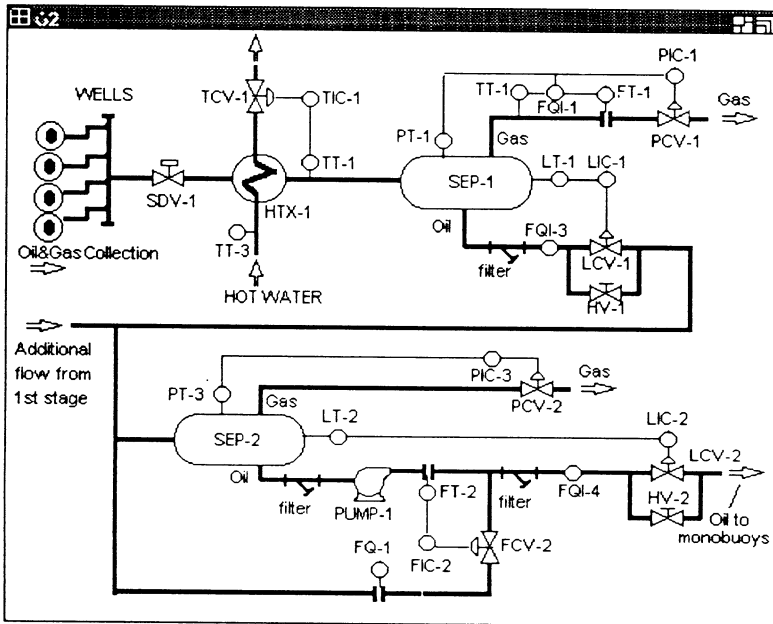 G2
WELLS
TCV-1
TIC-1
TT-1
SDV-1
HTX-1
TT-3
HOT WATER
Oil&Gas Collection
PIC-1
TT-1
FQI-1
FT-1
PT-1
Gas
PCV-1
Gas
SEP-1
LT-1
LIC-1
Oil
FQI-3
filter
LCV-1
HV-1
Additional
flow from
1st stage
PT-3
PIC-3
Gas
PCV-2
Gas
SEP-2
LT-2
LIC-2
LCV-2
Oil
filter
PUMP-1
FT-2
filter
FQI-4
HV-2
Oil to
monobuoys
FQ-1
FIC-2
FCV-2